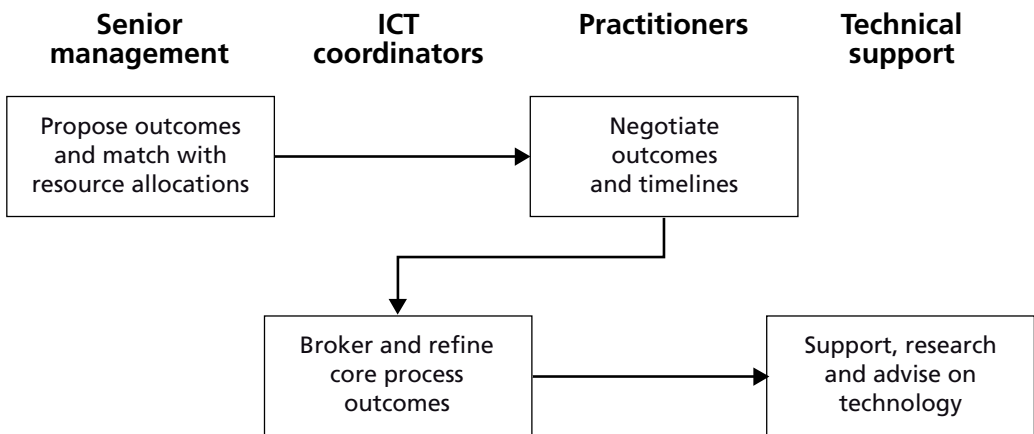 Senior
management
ICT
coordinators
Practitioners
Technical
support
Propose outcomes
and match with
resource allocations
Negotiate
outcomes
and timelines
Broker and refine
core process
outcomes
Support, research
and advise on
technology